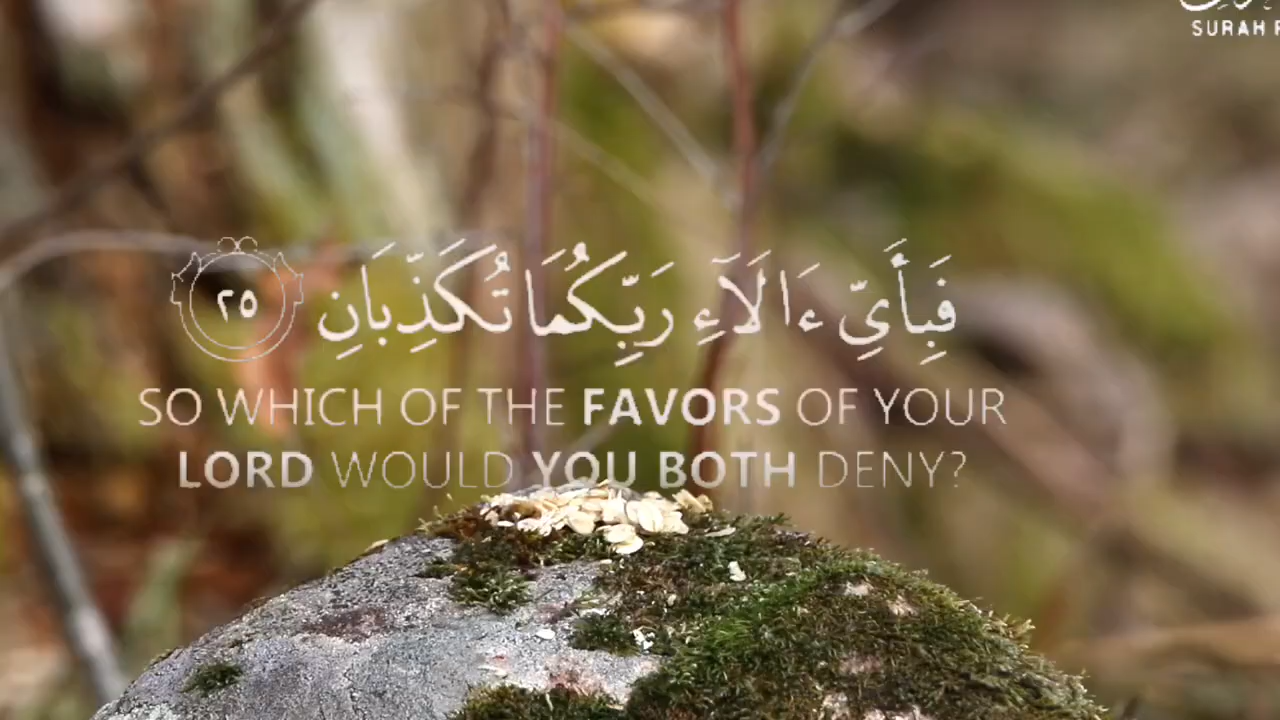 SURAH
فَبِأَيِّ ءَالَآءِ رَبِّكُمَا تُكَذِّبَانِ ٢٥
SO WHICH OF THE FAVORS OF YOUR
LORD WOULD YOU BOTH DENY?